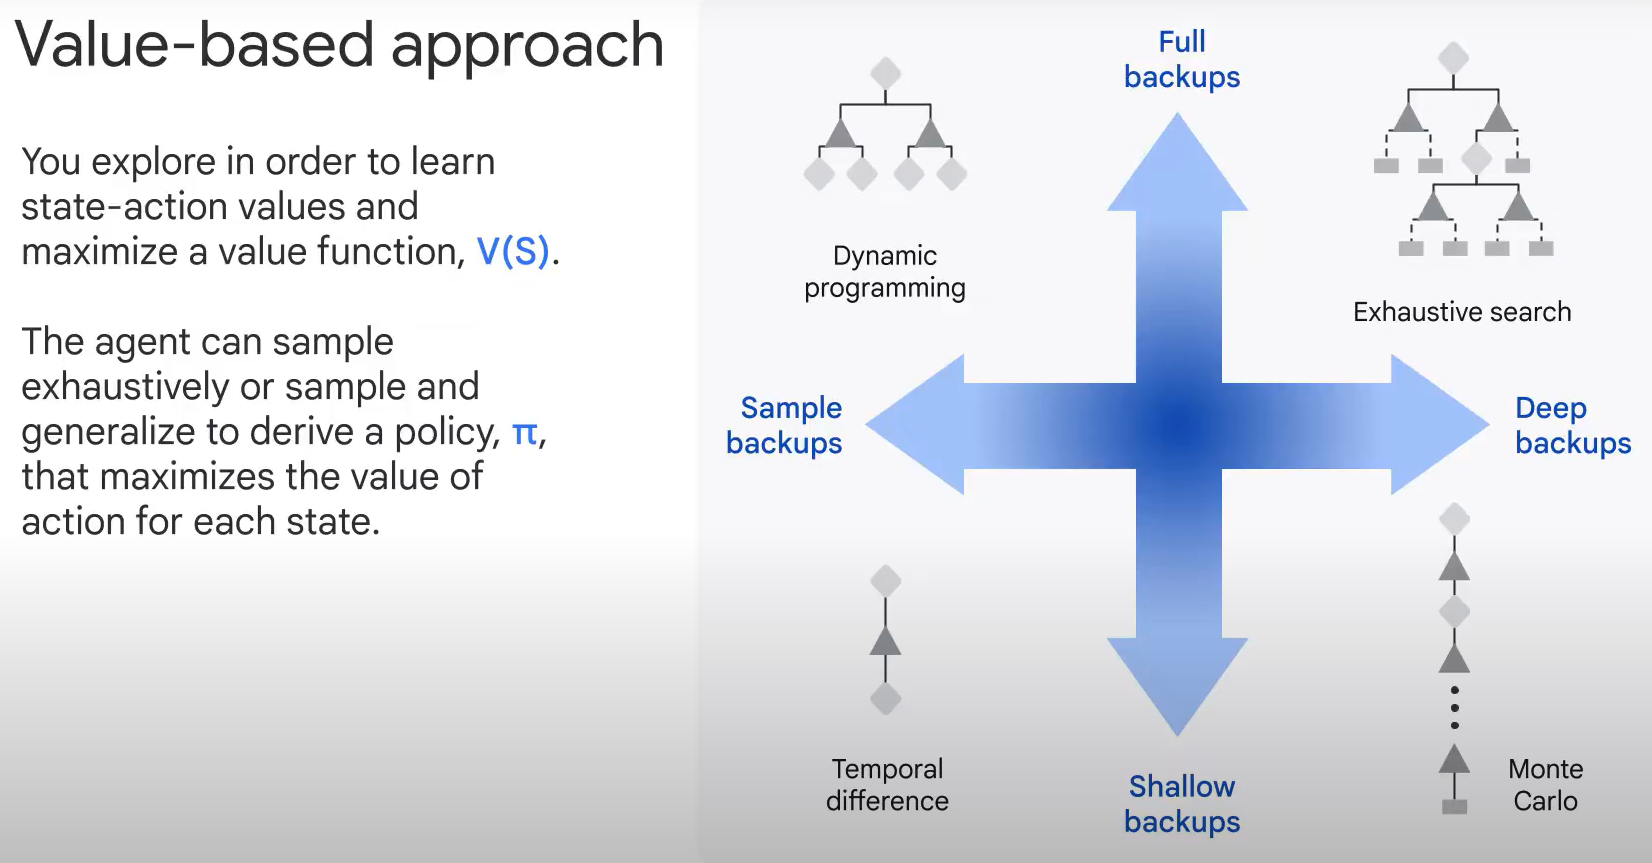 Value-based approach
You explore in order to learn
state-action values and
maximize a value function, V(S).
The agent can sample
exhaustively or sample and
generalize to derive a policy, π,
that maximizes the value of
action for each state.
Full
backups
Dynamic
programming
Exhaustive search
Sample
backups
Deep
backups
Temporal
difference
Shallow
backups
Monte
Carlo